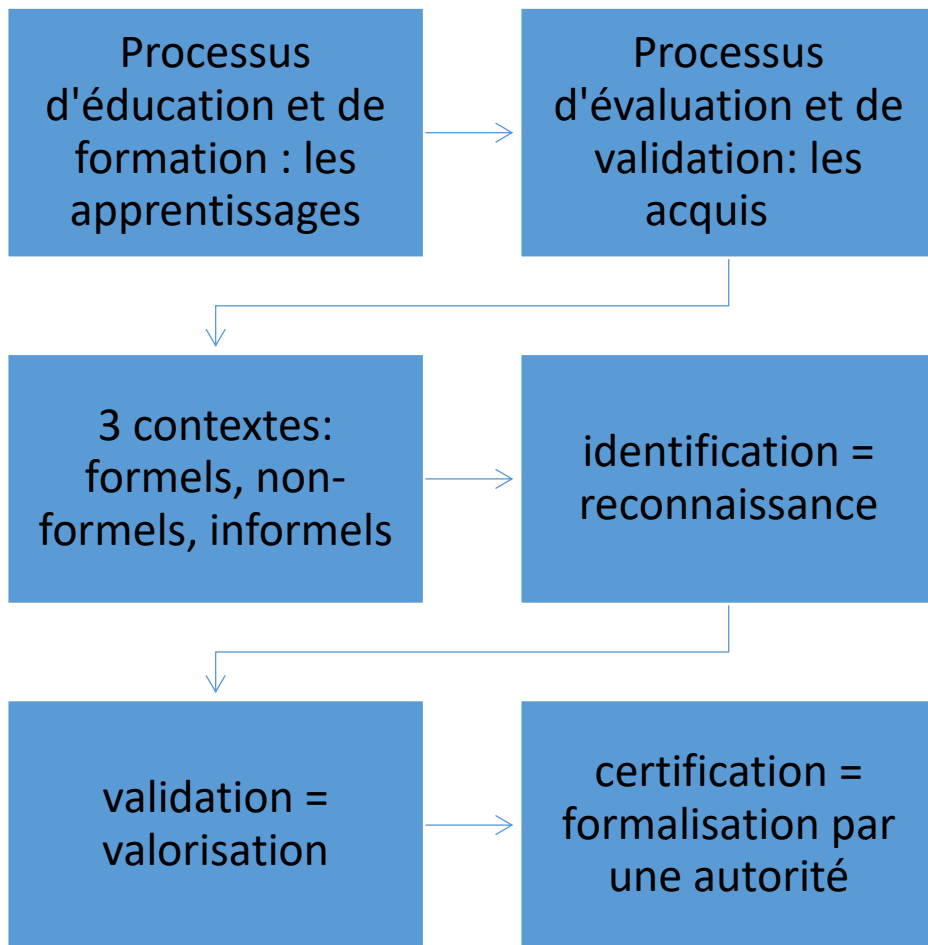 Processus
d'éducation et de
formation : les
apprentissages
Processus
d'évaluation et de
validation: les
acquis
3 contextes:
formels, non-
formels, informels
identification =
reconnaissance
validation =
valorisation
certification =
formalisation par
une autorité